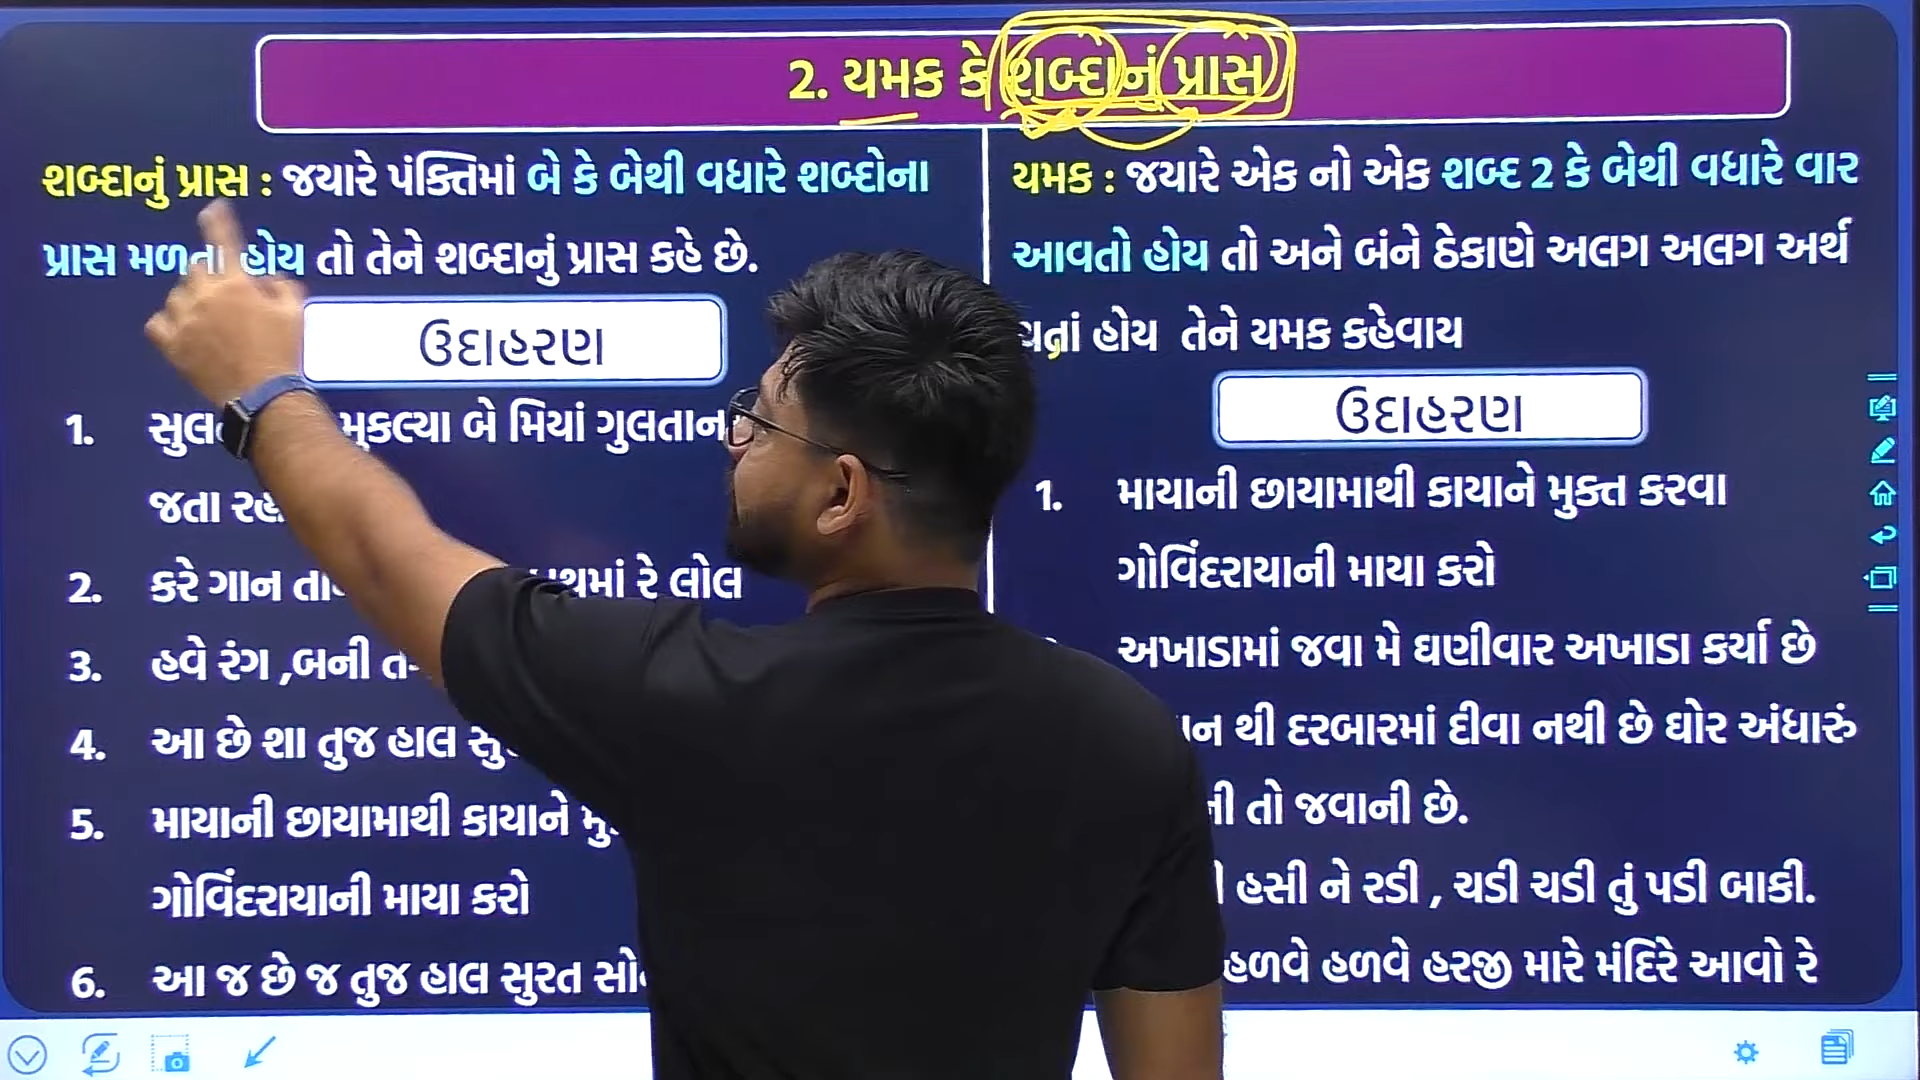 2. યમક કે શબ્દાનું પ્રાસ
શબ્દાનું પ્રાસ : જયારે પંક્તિમાં બે કે બેથી વધારે શબ્દોના
પ્રાસ મળતા હોય તો તેને શબ્દાનું પ્રાસ કહે છે.
ઉદાહરણ
1. મુકલ્યા બે મિયાં
જતા
2. કરે ગાન રે લોલ
3. હવે રંગ ,બની
4. આ છે શા તુજ હાલ
5. માયાની છાયામાથી કાયાને
ગોવિંદરાયાની માયા કરો
6. આ જ છે જ તુજ હાલ સુરત
યમક : જયારે એક નો એક શબ્દ 2 કે બેથી વધારે વાર
આવતો હોય તો અને બંને ઠેકાણે અલગ અલગ અર્થ
હોય તેને યમક કહેવાય
ઉદાહરણ
1. માયાની છાયામાથી કાયાને મુક્ત કરવા
ગોવિંદરાયાની માયા કરો
અખાડામાં જવા મે ઘણીવાર અખાડા કર્યા છે
થી દરબારમાં દીવા નથી છે ઘોર અંધારું
તો જવાની છે.
હસી ને રડી , ચડી ચડી તું પડી બાકી.
હળવે હળવે હરજી મારે મંદિરે આવો રે